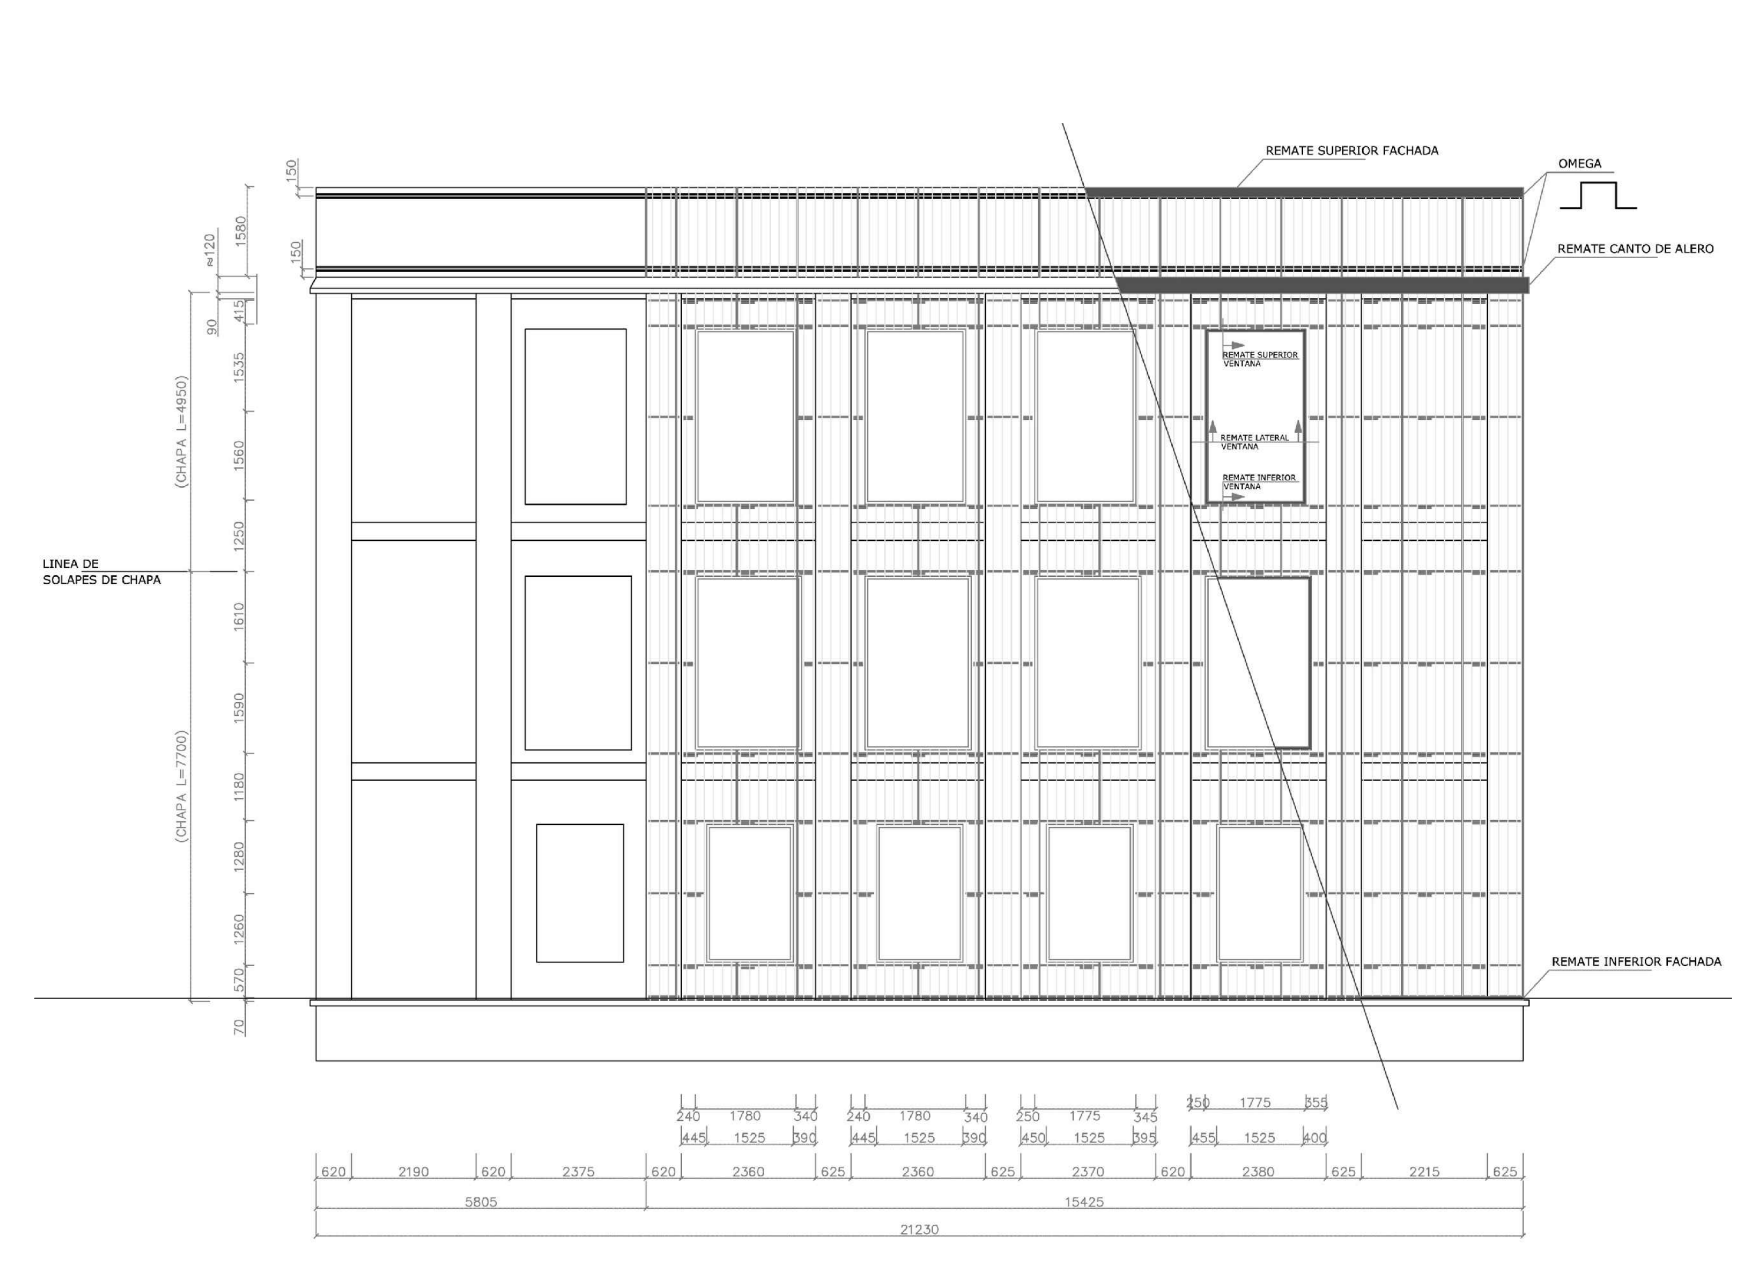 REMATE SUPERIOR FACHADA
OMEGA
150
1580
150
≈120
REMATE CANTO DE ALERO
415
90
1535
REMATE SUPERIOR
VENTANA
(CHAPA L=4950)
1560
REMATE LATERAL
VENTANA
REMATE INFERIOR
VENTANA
1250
LINEA DE
SOLAPES DE CHAPA
1610
1590
(CHAPA L=7700)
1180
1280
1260
570
REMATE INFERIOR FACHADA
70
240 1780 340 240 1780 340 250 1775 345 250 1775 355
445 1525 390 445 1525 390 450 1525 395 455 1525 400
620 2190 620 2375 620 2360 625 2360 625 2370 620 2380 625 2215 625
5805 15425
21230